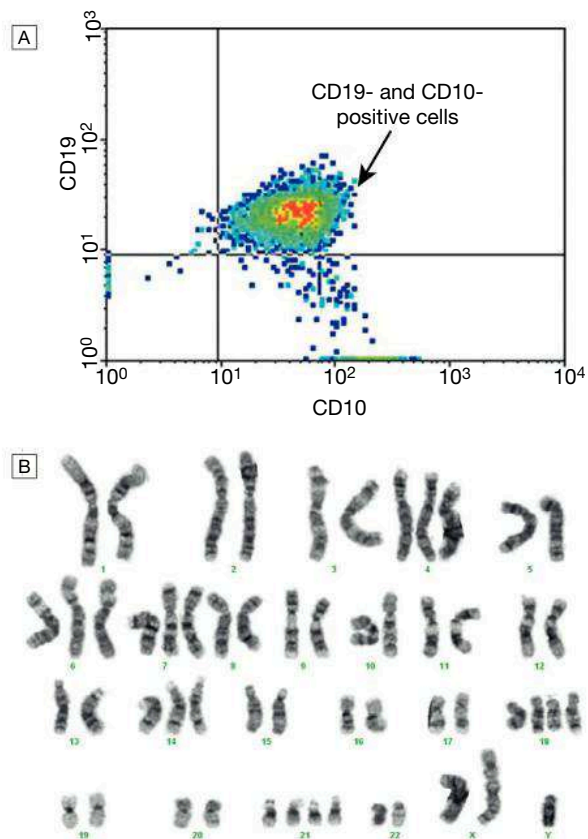 A
10³
CD19- and CD10-
positive cells
10²
CD19
10¹
10⁰
10⁰ 10¹ 10² 10³ 10⁴
CD10
B
1 2 3 4 5
6 7 8 9 10 11 12
13 14 15 16 17 18
19 20 21 22 X Y